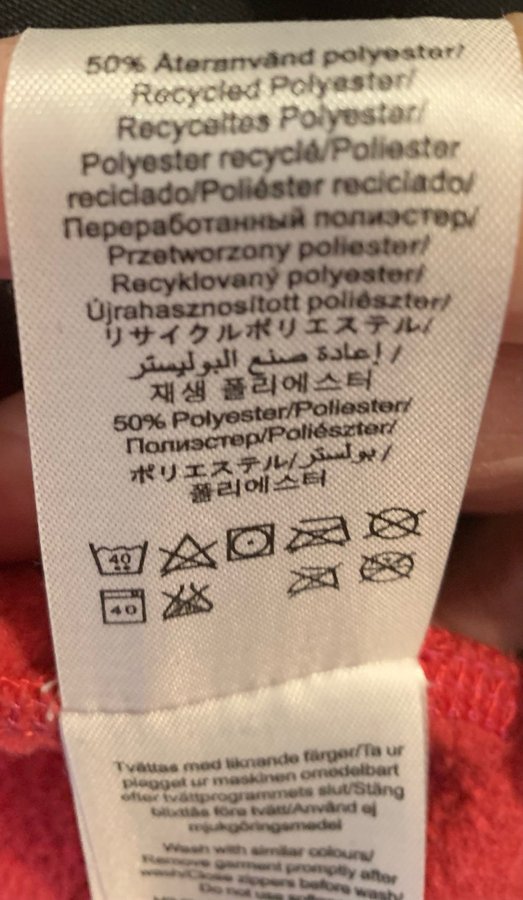 50% Återanvänd polyester/
Recycled Polyester/
Recyceltes Polyester/
Polyester recyclé/Poliester
reciclado/Poliéster reciclado/
Переработанный полиэстер/
Przetworzony poliester/
Recyklovaný polyester/
Újrahasznosított poliészter/
リサイクルポリエステル/
إعادة صنع البوليستر /
재생 폴리에스터
50% Polyester/Poliester/
Полиэстер/Poliészter/
ポリエステル/بولستر/
폴리에스터
40
40
Tvättas med liknande färger/Ta ur
plagget ur maskinen omedelbart
efter tvättprogrammets slut/Stäng
blixtlås före tvätt/Använd ej
mjukgöringsmedel
Wash with similar colours/
Remove garment promptly after
wash/Close zippers before wash/
Do not use